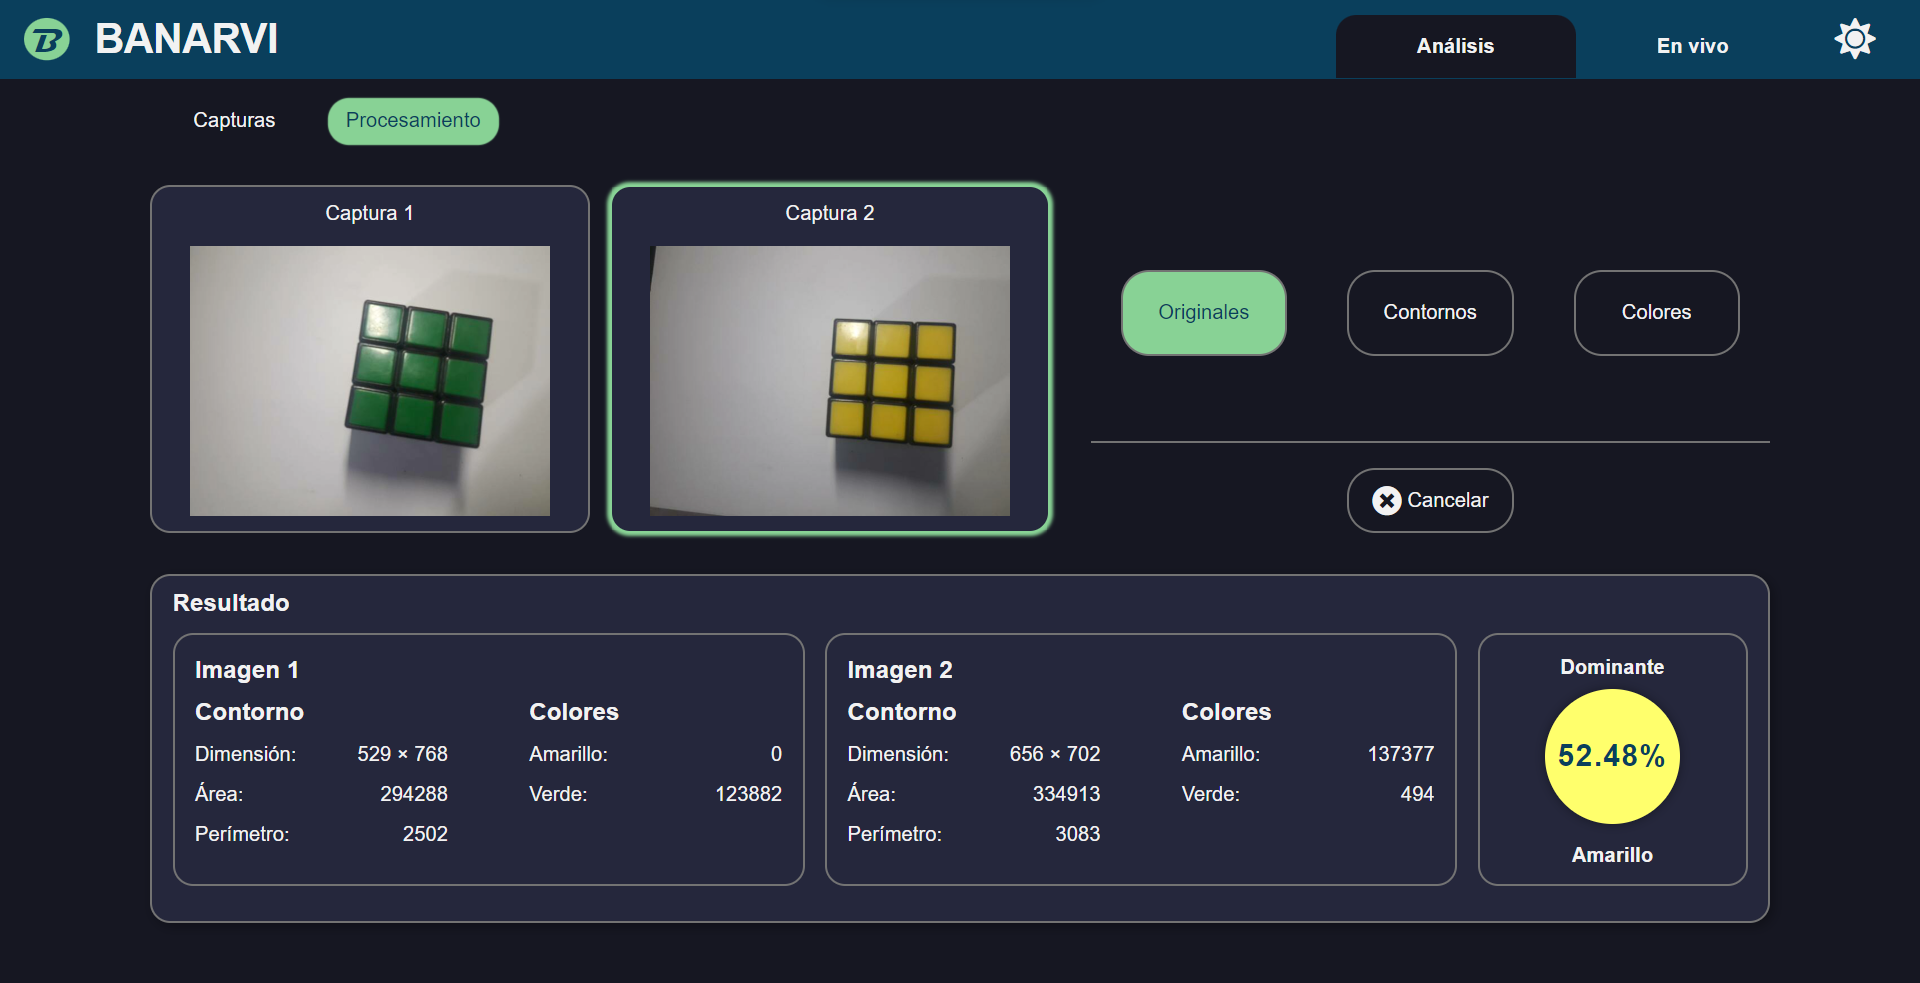 B BANARVI
Análisis
En vivo
Capturas
Procesamiento
Captura 1
Captura 2
Originales
Contornos
Colores
Cancelar
Resultado
Imagen 1
Contorno
Dimensión: 529 × 768
Área: 294288
Perímetro: 2502
Colores
Amarillo: 0
Verde: 123882
Imagen 2
Contorno
Dimensión: 656 × 702
Área: 334913
Perímetro: 3083
Colores
Amarillo: 137377
Verde: 494
Dominante
52.48%
Amarillo